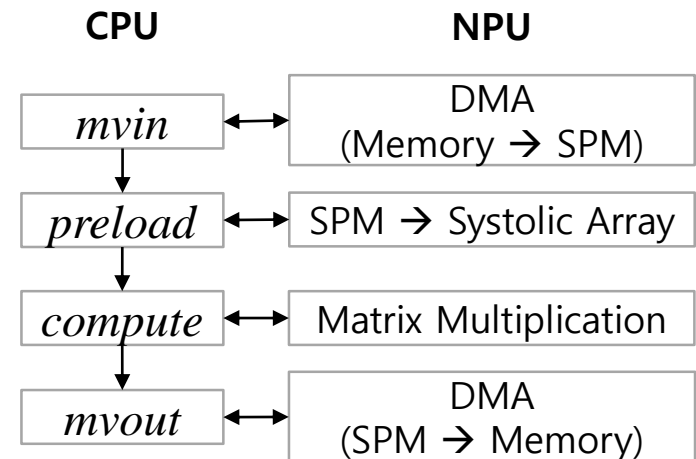 CPU NPU
mvin
DMA
(Memory → SPM)
preload
SPM → Systolic Array
compute
Matrix Multiplication
mvout
DMA
(SPM → Memory)